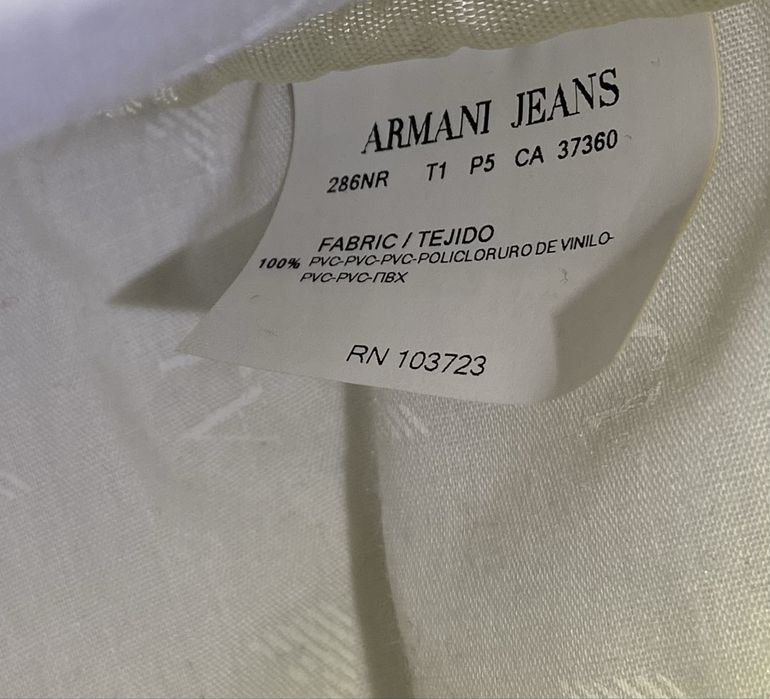 ARMANI JEANS
286NR T1 P5 CA 37360
FABRIC / TEJIDO
100% PVC-PVC-PVC-POLICLORURO DE VINILO-
PVC-PVC-ПВХ
RN 103723